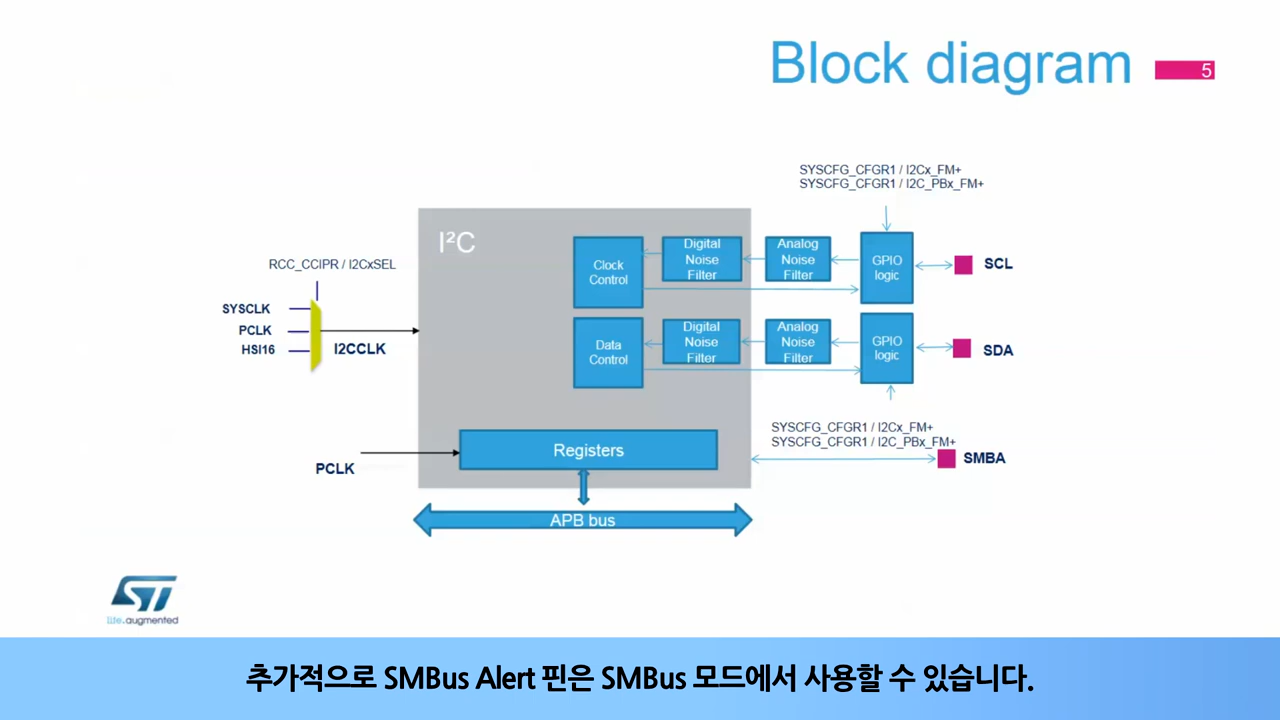 Block diagram
5
SYSCFG_CFGR1 / I2Cx_FM+
SYSCFG_CFGR1 / I2C_PBx_FM+
I²C
RCC_CCIPR / I2CxSEL
SYSCLK
PCLK
HSI16
I2CCLK
Clock
Control
Digital
Noise
Filter
Analog
Noise
Filter
GPIO
logic
SCL
Data
Control
Digital
Noise
Filter
Analog
Noise
Filter
GPIO
logic
SDA
SYSCFG_CFGR1 / I2Cx_FM+
SYSCFG_CFGR1 / I2C_PBx_FM+
SMBA
Registers
PCLK
APB bus
ST
life.augmented
추가적으로 SMBus Alert 핀은 SMBus 모드에서 사용할 수 있습니다.